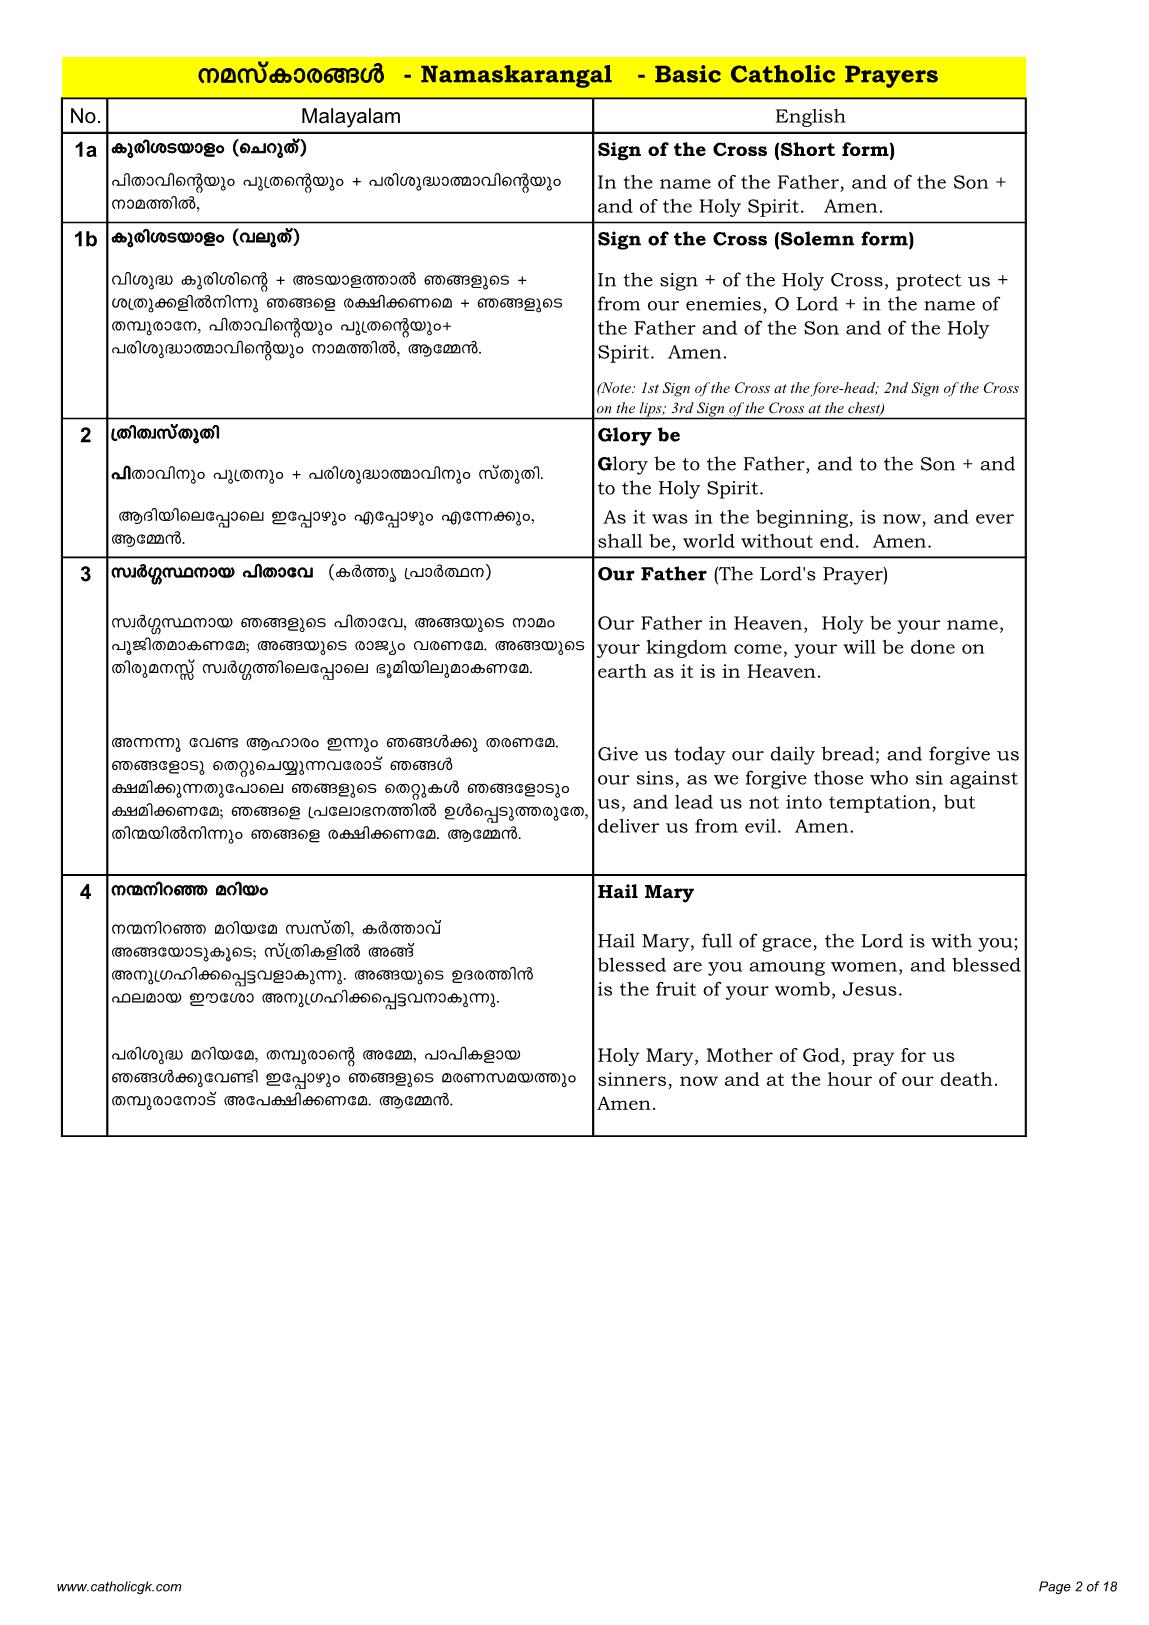 നമസ്കാരങ്ങൾ - Namaskarangal - Basic Catholic Prayers
No. Malayalam English
1a കുരിശടയാളം (ചെറുത്) Sign of the Cross (Short form)
പിതാവിന്റെയും പുത്രന്റെയും + പരിശുദ്ധാത്മാവിന്റെയും
നാമത്തിൽ,
In the name of the Father, and of the Son +
and of the Holy Spirit. Amen.
1b കുരിശടയാളം (വലുത്) Sign of the Cross (Solemn form)
വിശുദ്ധ കുരിശിന്റെ + അടയാളത്താൽ ഞങ്ങളുടെ +
ശത്രുക്കളിൽനിന്നു ഞങ്ങളെ രക്ഷിക്കണമെ + ഞങ്ങളുടെ
തമ്പുരാനേ, പിതാവിന്റെയും പുത്രന്റെയും+
പരിശുദ്ധാത്മാവിന്റെയും നാമത്തിൽ, ആമ്മേൻ.
In the sign + of the Holy Cross, protect us +
from our enemies, O Lord + in the name of
the Father and of the Son and of the Holy
Spirit. Amen.
(Note: 1st Sign of the Cross at the fore-head; 2nd Sign of the Cross
on the lips; 3rd Sign of the Cross at the chest)
2 ത്രിത്വസ്തുതി Glory be
പിതാവിനും പുത്രനും + പരിശുദ്ധാത്മാവിനും സ്തുതി.
ആദിയിലെപ്പോലെ ഇപ്പോഴും എപ്പോഴും എന്നേക്കും,
ആമ്മേൻ.
Glory be to the Father, and to the Son + and
to the Holy Spirit.
As it was in the beginning, is now, and ever
shall be, world without end. Amen.
3 സ്വർഗ്ഗസ്ഥനായ പിതാവേ (കർത്തൃ പ്രാർത്ഥന) Our Father (The Lord's Prayer)
സ്വർഗ്ഗസ്ഥനായ ഞങ്ങളുടെ പിതാവേ, അങ്ങയുടെ നാമം
പൂജിതമാകണമേ; അങ്ങയുടെ രാജ്യം വരണമേ. അങ്ങയുടെ
തിരുമനസ്സ് സ്വർഗ്ഗത്തിലെപ്പോലെ ഭൂമിയിലുമാകണമേ.
Our Father in Heaven, Holy be your name,
your kingdom come, your will be done on
earth as it is in Heaven.
അന്നന്നു വേണ്ട ആഹാരം ഇന്നും ഞങ്ങൾക്കു തരണമേ.
ഞങ്ങളോടു തെറ്റുചെയ്യുന്നവരോട് ഞങ്ങൾ
ക്ഷമിക്കുന്നതുപോലെ ഞങ്ങളുടെ തെറ്റുകൾ ഞങ്ങളോടും
ക്ഷമിക്കണമേ; ഞങ്ങളെ പ്രലോഭനത്തിൽ ഉൾപ്പെടുത്തരുതേ,
തിന്മയിൽനിന്നും ഞങ്ങളെ രക്ഷിക്കണമേ. ആമ്മേൻ.
Give us today our daily bread; and forgive us
our sins, as we forgive those who sin against
us, and lead us not into temptation, but
deliver us from evil. Amen.
4 നന്മനിറഞ്ഞ മറിയം Hail Mary
നന്മനിറഞ്ഞ മറിയമേ സ്വസ്തി, കർത്താവ്
അങ്ങയോടുകൂടെ; സ്ത്രികളിൽ അങ്ങ്
അനുഗ്രഹിക്കപ്പെട്ടവളാകുന്നു. അങ്ങയുടെ ഉദരത്തിൻ
ഫലമായ ഈശോ അനുഗ്രഹിക്കപ്പെട്ടവനാകുന്നു.
Hail Mary, full of grace, the Lord is with you;
blessed are you amoung women, and blessed
is the fruit of your womb, Jesus.
പരിശുദ്ധ മറിയമേ, തമ്പുരാന്റെ അമ്മേ, പാപികളായ
ഞങ്ങൾക്കുവേണ്ടി ഇപ്പോഴും ഞങ്ങളുടെ മരണസമയത്തും
തമ്പുരാനോട് അപേക്ഷിക്കണമേ. ആമ്മേൻ.
Holy Mary, Mother of God, pray for us
sinners, now and at the hour of our death.
Amen.
www.catholicgk.com Page 2 of 18